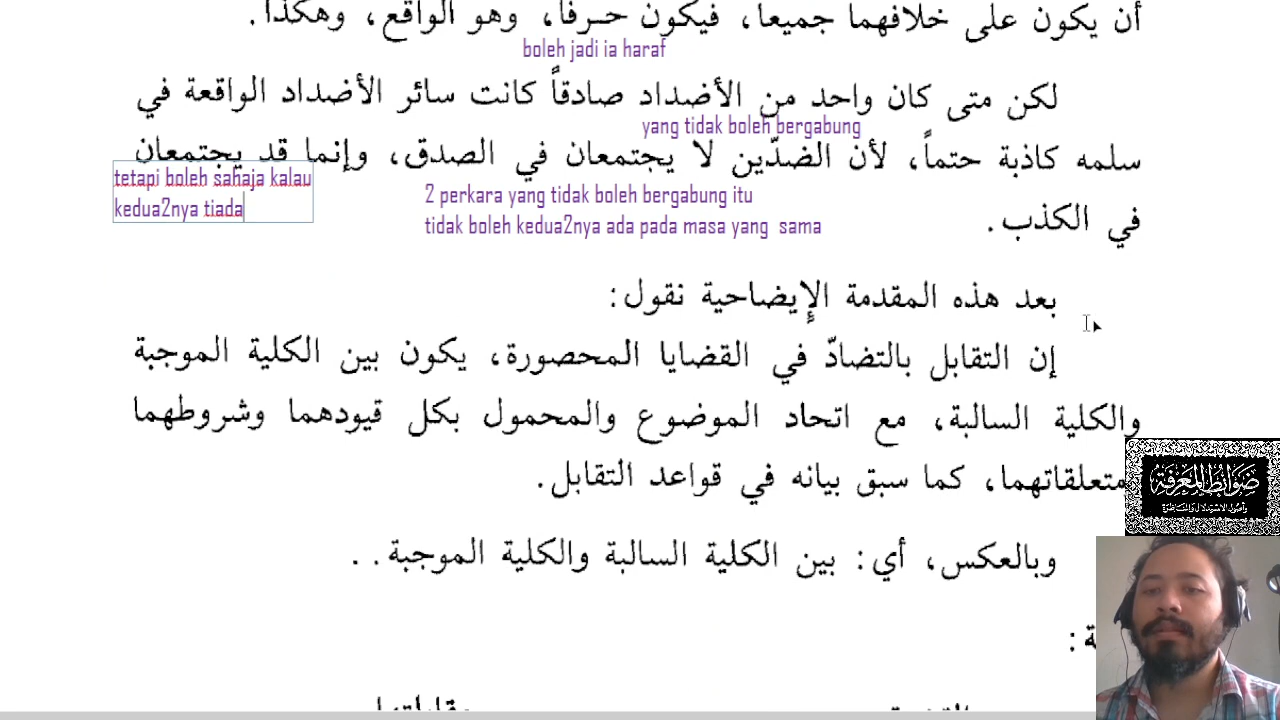 أن يكون على خلافهما جميعاً، فيكون حـرفاً، وهو الواقع، وهكذا.
boleh jadi ia haraf
لكن متى كان واحد من الأضداد صادقاً كانت سائر الأضداد الواقعة في
yang tidak boleh bergabung
سلمه كاذبة حتماً، لأن الضدّين لا يجتمعان في الصدق، وإنما قد يجتمعان
tetapi boleh sahaja kalau
kedua2nya tiada
2 perkara yang tidak boleh bergabung itu
tidak boleh kedua2nya ada pada masa yang sama
في الكذب.
بعد هذه المقدمة الإيضاحية نقول:
إن التقابل بالتضادّ في القضايا المحصورة، يكون بين الكلية الموجبة
والكلية السالبة، مع اتحاد الموضوع والمحمول بكل قيودهما وشروطهما
متعلقاتهما، كما سبق بيانه في قواعد التقابل.
ضوابط المعرفة
وبالعكس، أي: بين الكلية السالبة والكلية الموجبة..